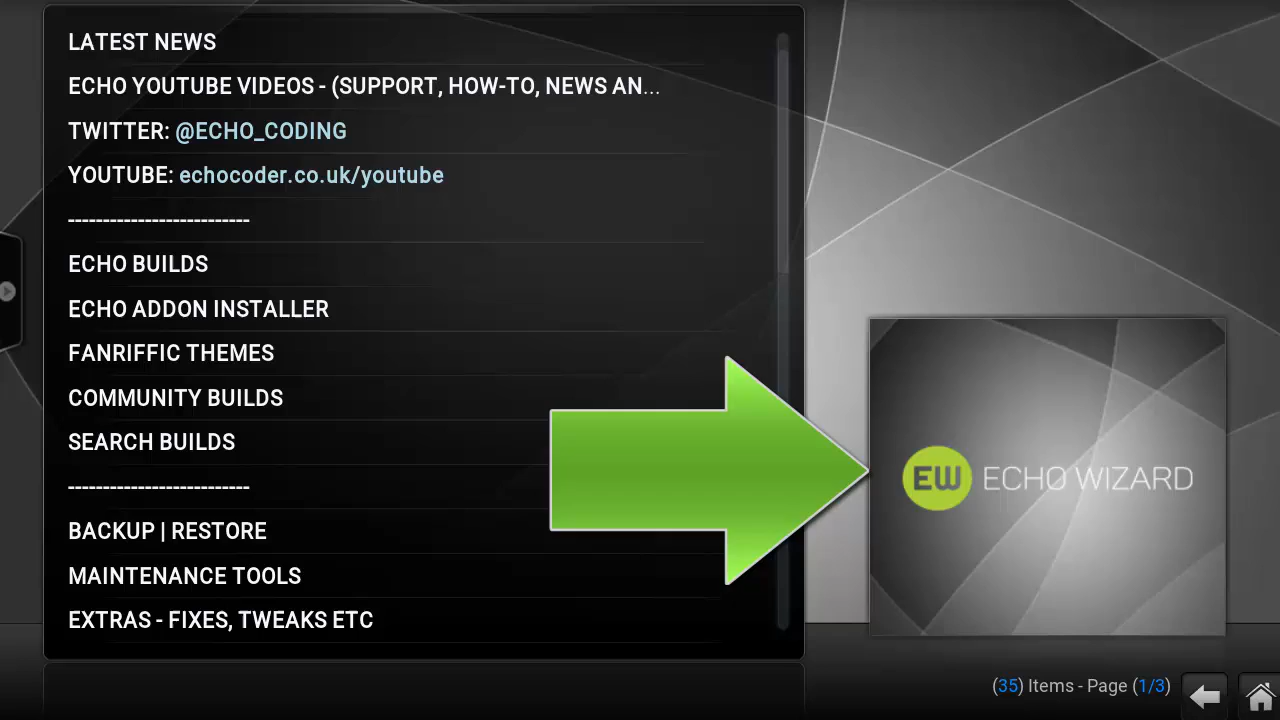 LATEST NEWS
ECHO YOUTUBE VIDEOS - (SUPPORT, HOW-TO, NEWS AN...
TWITTER: @ECHO_CODING
YOUTUBE: echocoder.co.uk/youtube
--------------------------
ECHO BUILDS
ECHO ADDON INSTALLER
FANRIFFIC THEMES
COMMUNITY BUILDS
SEARCH BUILDS
--------------------------
BACKUP | RESTORE
MAINTENANCE TOOLS
EXTRAS - FIXES, TWEAKS ETC
EW ECHO WIZARD
(35) Items - Page (1/3)